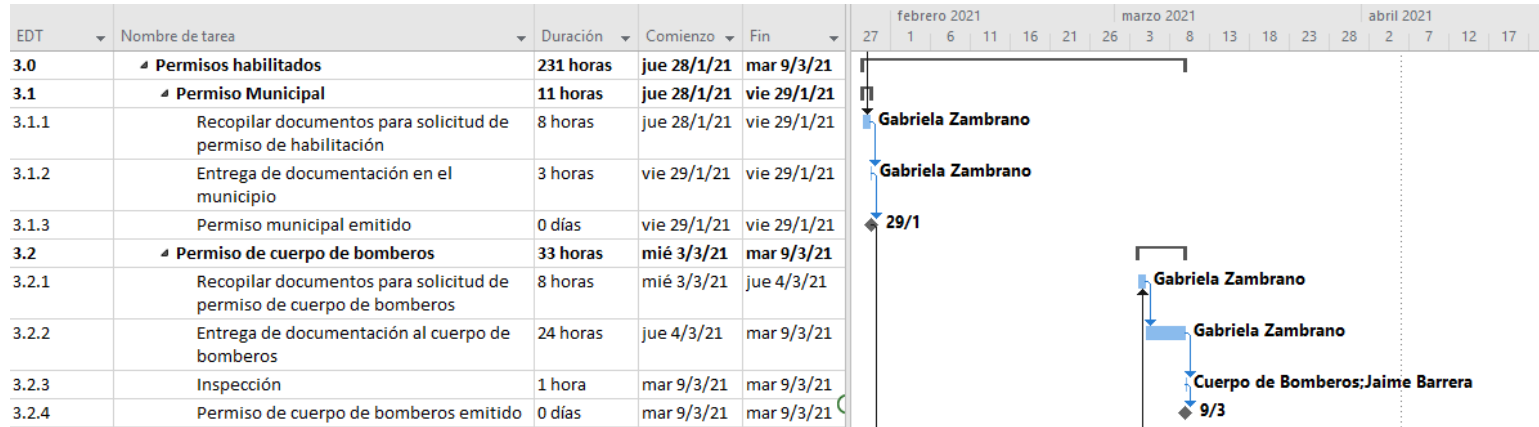 febrero 2021 marzo 2021 abril 2021
EDT Nombre de tarea Duración Comienzo Fin 27 1 6 11 16 21 26 3 8 13 18 23 28 2 7 12 17
3.0 Permisos habilitados 231 horas jue 28/1/21 mar 9/3/21
3.1 Permiso Municipal 11 horas jue 28/1/21 vie 29/1/21
3.1.1 Recopilar documentos para solicitud de 8 horas jue 28/1/21 vie 29/1/21 Gabriela Zambrano
permiso de habilitación
3.1.2 Entrega de documentación en el 3 horas vie 29/1/21 vie 29/1/21 Gabriela Zambrano
municipio
3.1.3 Permiso municipal emitido 0 días vie 29/1/21 vie 29/1/21 29/1
3.2 Permiso de cuerpo de bomberos 33 horas mié 3/3/21 mar 9/3/21
3.2.1 Recopilar documentos para solicitud de 8 horas mié 3/3/21 jue 4/3/21 Gabriela Zambrano
permiso de cuerpo de bomberos
3.2.2 Entrega de documentación al cuerpo de 24 horas jue 4/3/21 mar 9/3/21 Gabriela Zambrano
bomberos
3.2.3 Inspección 1 hora mar 9/3/21 mar 9/3/21 Cuerpo de Bomberos;Jaime Barrera
3.2.4 Permiso de cuerpo de bomberos emitido 0 días mar 9/3/21 mar 9/3/21 9/3